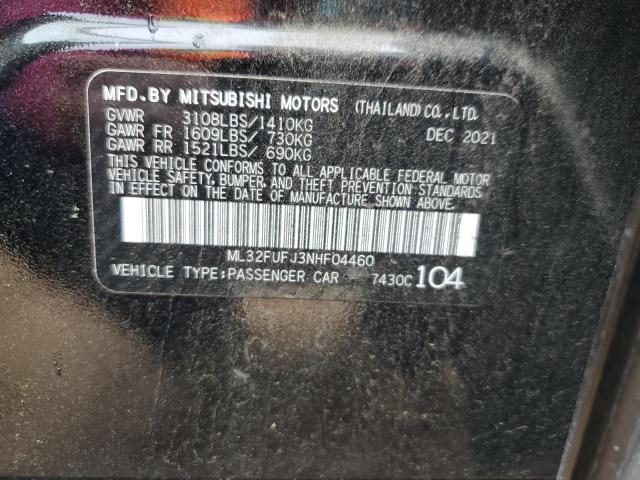 MFD. BY MITSUBISHI MOTORS (THAILAND) CO., LTD.
GVWR 3108LBS/1410KG DEC 2021
GAWR FR 1609LBS/ 730KG
GAWR RR 1521LBS/ 690KG
THIS VEHICLE CONFORMS TO ALL APPLICABLE FEDERAL MOTOR
VEHICLE SAFETY, BUMPER, AND THEFT PREVENTION STANDARDS
IN EFFECT ON THE DATE OF MANUFACTURE SHOWN ABOVE.
ML32FUFJ3NHF04460
VEHICLE TYPE:PASSENGER CAR 7430C 104